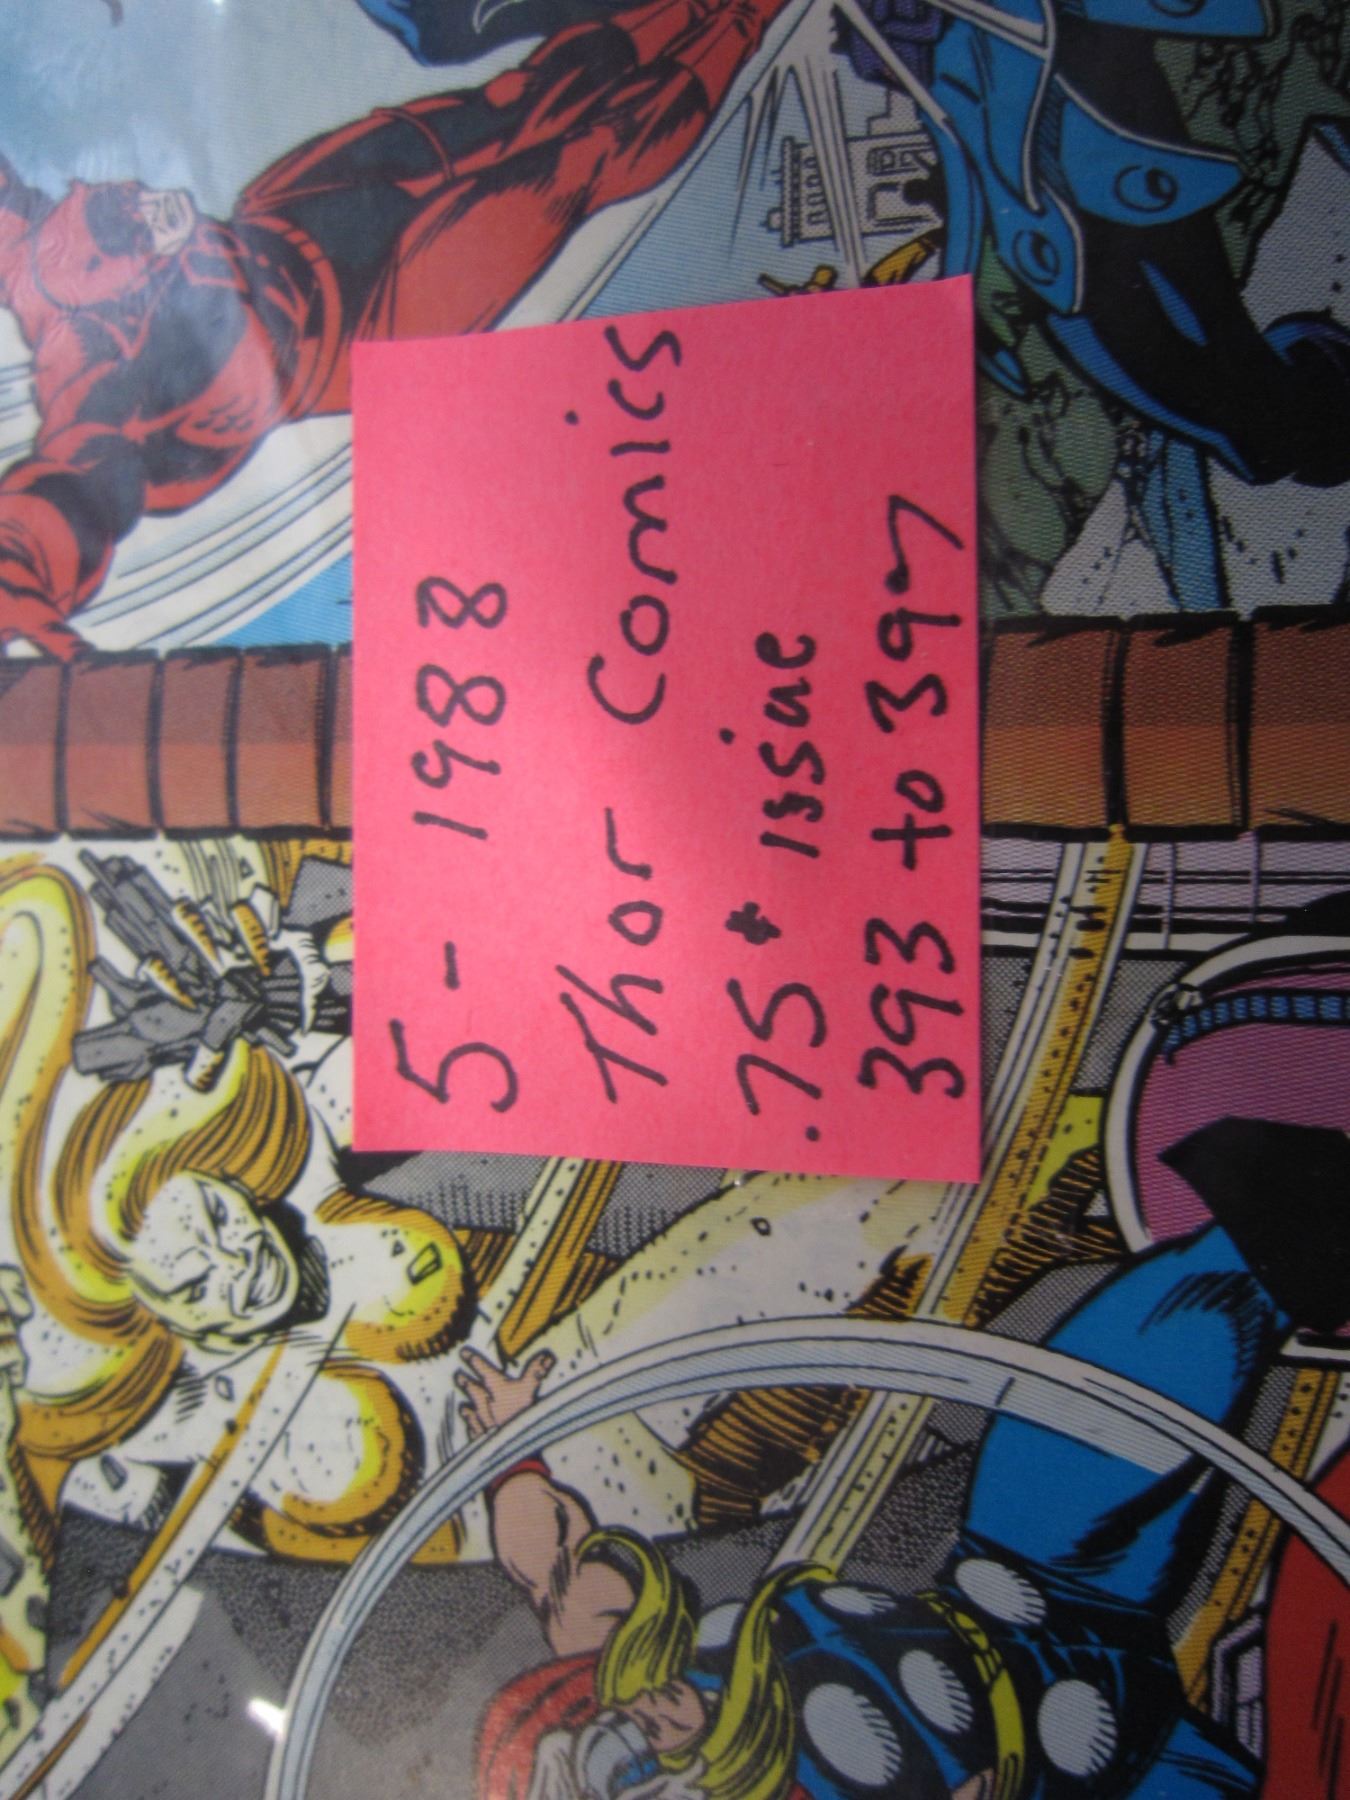 5- 1988
Thor Comics
.75¢ issue
393 to 397